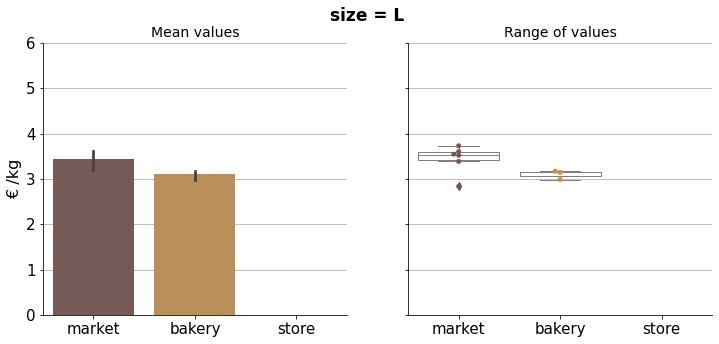 size = L
Mean values
Range of values
6
5
4
3
2
1
0
€ /kg
market bakery store
market bakery store